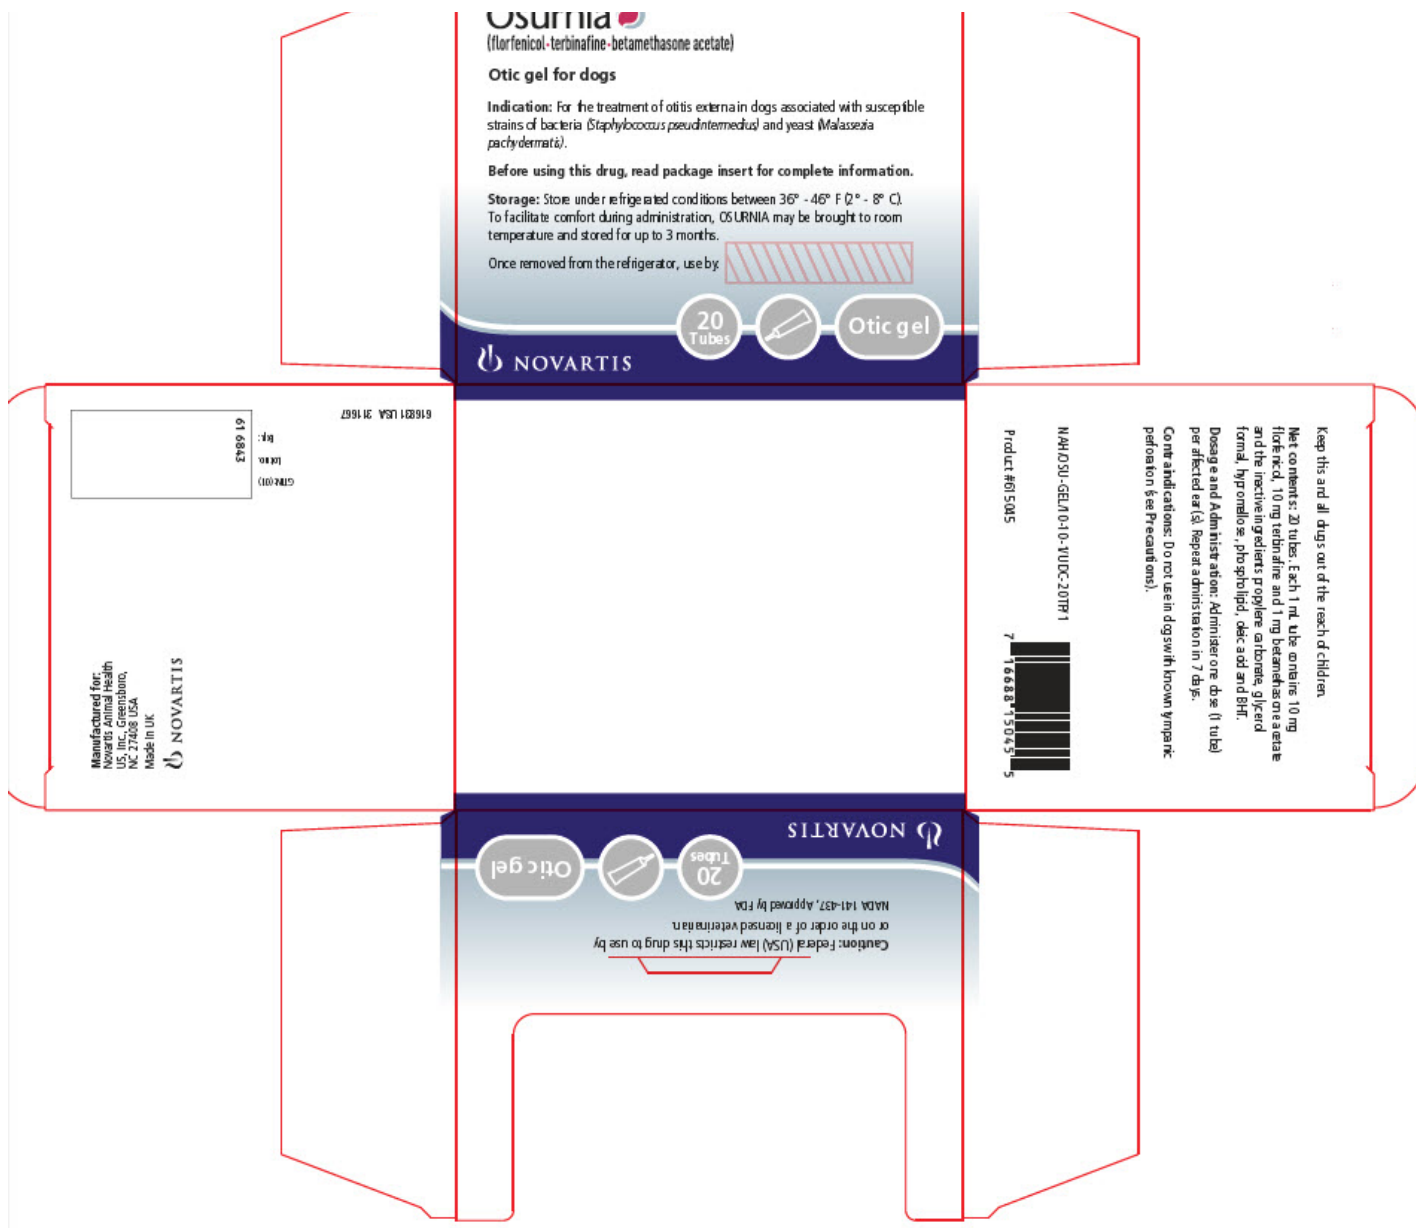 Osurnia
(florfenicol•terbinafine•betamethasone acetate)
Otic gel for dogs
Indication: For the treatment of otitis externa in dogs associated with susceptible
strains of bacteria (Staphylococcus pseudintermedius) and yeast (Malassezia
pachydermatis).
Before using this drug, read package insert for complete information.
Storage: Store under refrigerated conditions between 36° - 46° F (2° - 8° C).
To facilitate comfort during administration, OSURNIA may be brought to room
temperature and stored for up to 3 months.
Once removed from the refrigerator, use by:
20
Tubes
Otic gel
NOVARTIS
616831 USA 311667
61 6843
Exp.:
Lot no.:
GTIN: (01)
Manufactured for:
Novartis Animal Health
US, Inc., Greensboro,
NC 27408 USA
Made in UK
NOVARTIS
Keep this and all drugs out of the reach of children.
Net contents: 20 tubes. Each 1 mL tube contains 10 mg
florfenicol, 10 mg terbinafine and 1 mg betamethasone acetate
and the inactive ingredients propylene carbonate, glycerol
formal, hypromellose, phospholipid, oleic acid and BHT.
Dosage and Administration: Administer one dose (1 tube)
per affected ear(s). Repeat administration in 7 days.
Contraindications: Do not use in dogs with known tympanic
perforation (see Precautions).
NAH/OSU-GEL/10-10-1/UDC-20TP/1
Product #615045
7 16688 15045 5
NOVARTIS
20
Tubes
Otic gel
NADA 141-437, Approved by FDA
or on the order of a licensed veterinarian.
Caution: Federal (USA) law restricts this drug to use by